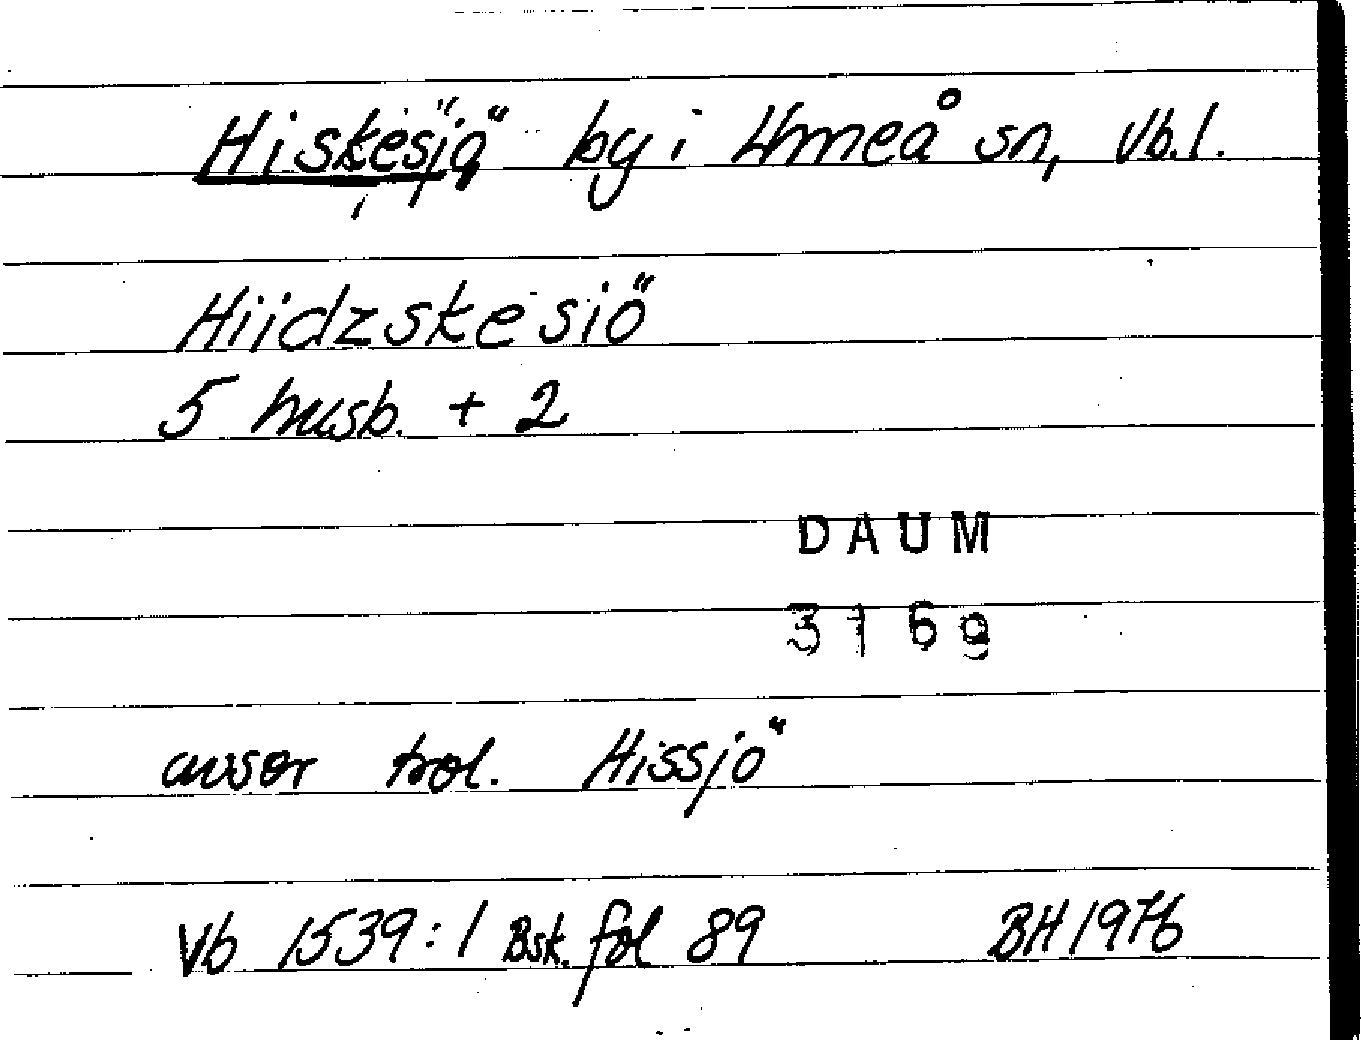 Hiskesjö by i Umeå sn, Vb.l.
Hiidzskesiö
5 husb. + 2
DAUM
3169
avser trol. Hissjö
Vb 1539:1 Bsk. fol 89 BH 1976